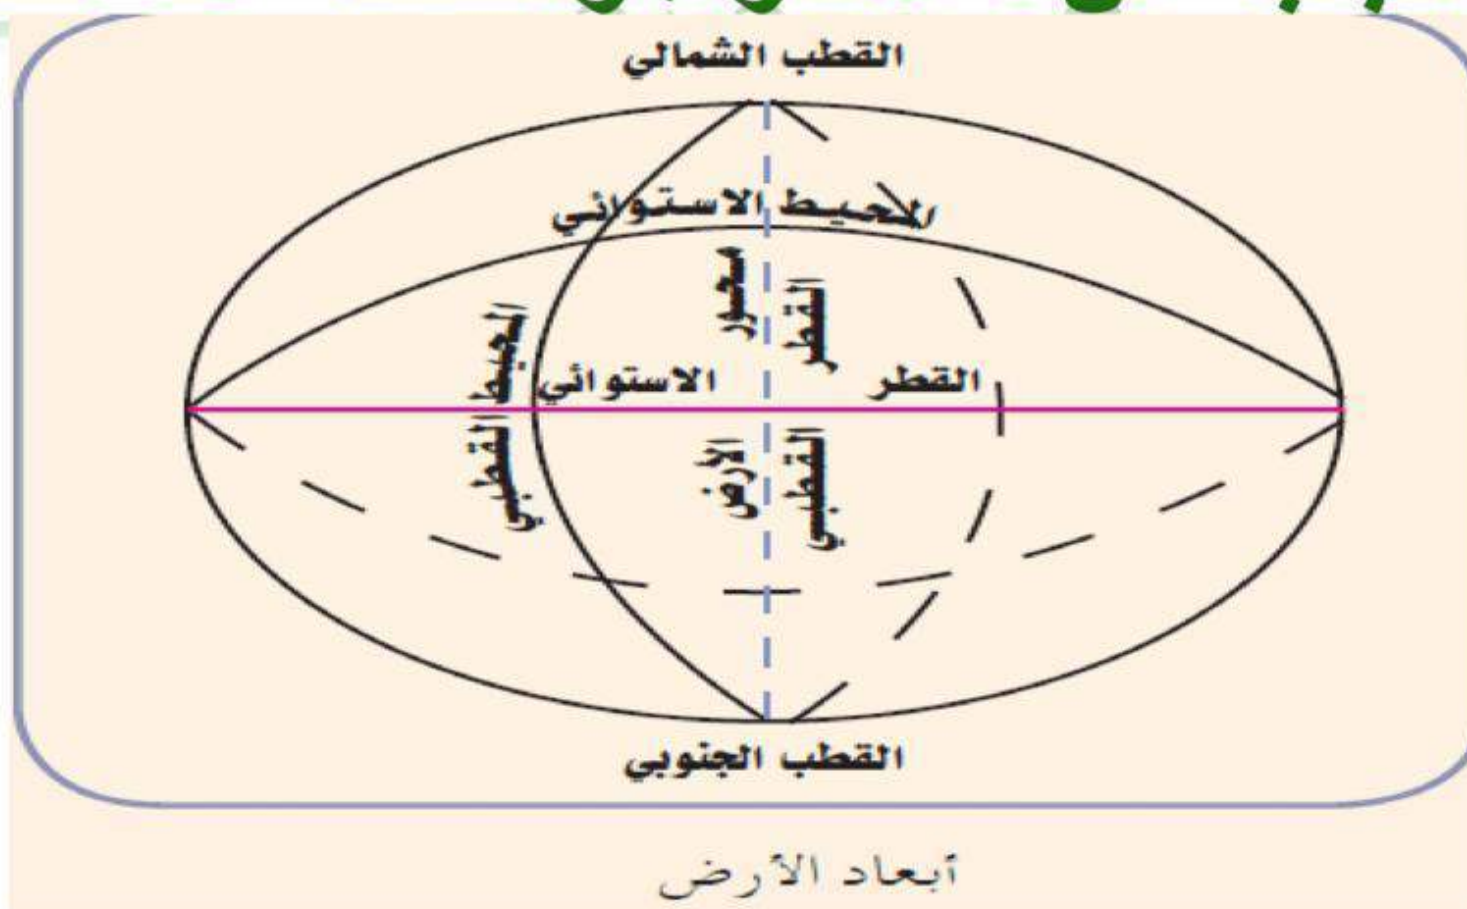 القطب الشمالي
المحيط الاستوائي
محور
القطر
المحيط القطبي
القطر الاستوائي
الأرض
القطبي
القطب الجنوبي
أبعاد الأرض